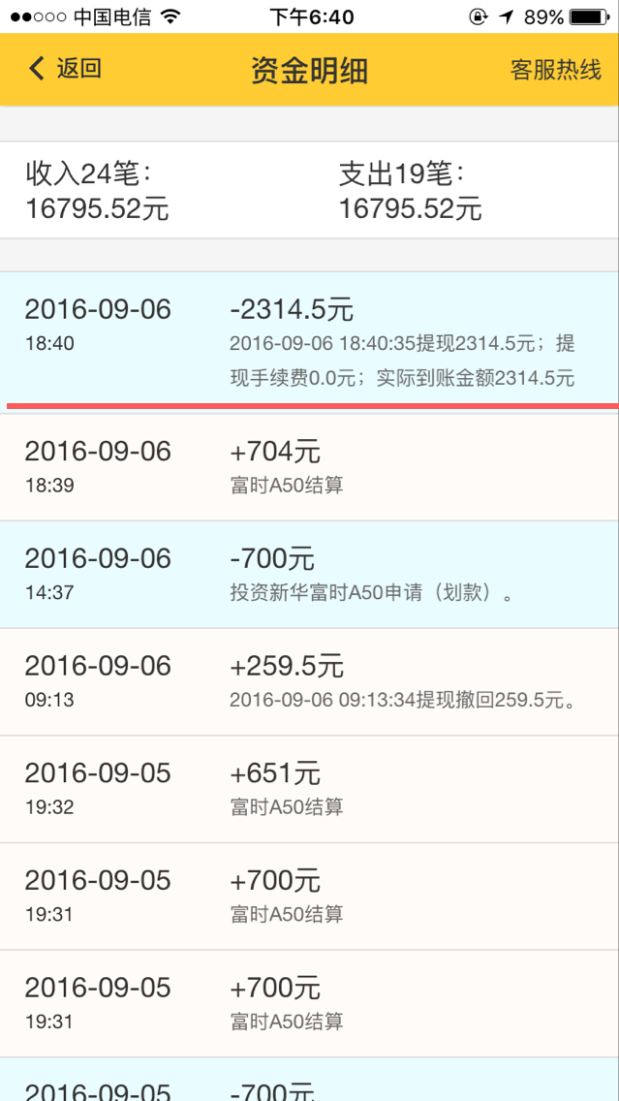 中国电信 下午6:40 89%
返回 资金明细 客服热线
收入24笔： 支出19笔：
16795.52元 16795.52元
2016-09-06 -2314.5元
18:40 2016-09-06 18:40:35提现2314.5元；提
现手续费0.0元；实际到账金额2314.5元
2016-09-06 +704元
18:39 富时A50结算
2016-09-06 -700元
14:37 投资新华富时A50申请（划款）。
2016-09-06 +259.5元
09:13 2016-09-06 09:13:34提现撤回259.5元。
2016-09-05 +651元
19:32 富时A50结算
2016-09-05 +700元
19:31 富时A50结算
2016-09-05 +700元
19:31 富时A50结算
2016-09-05 -700元